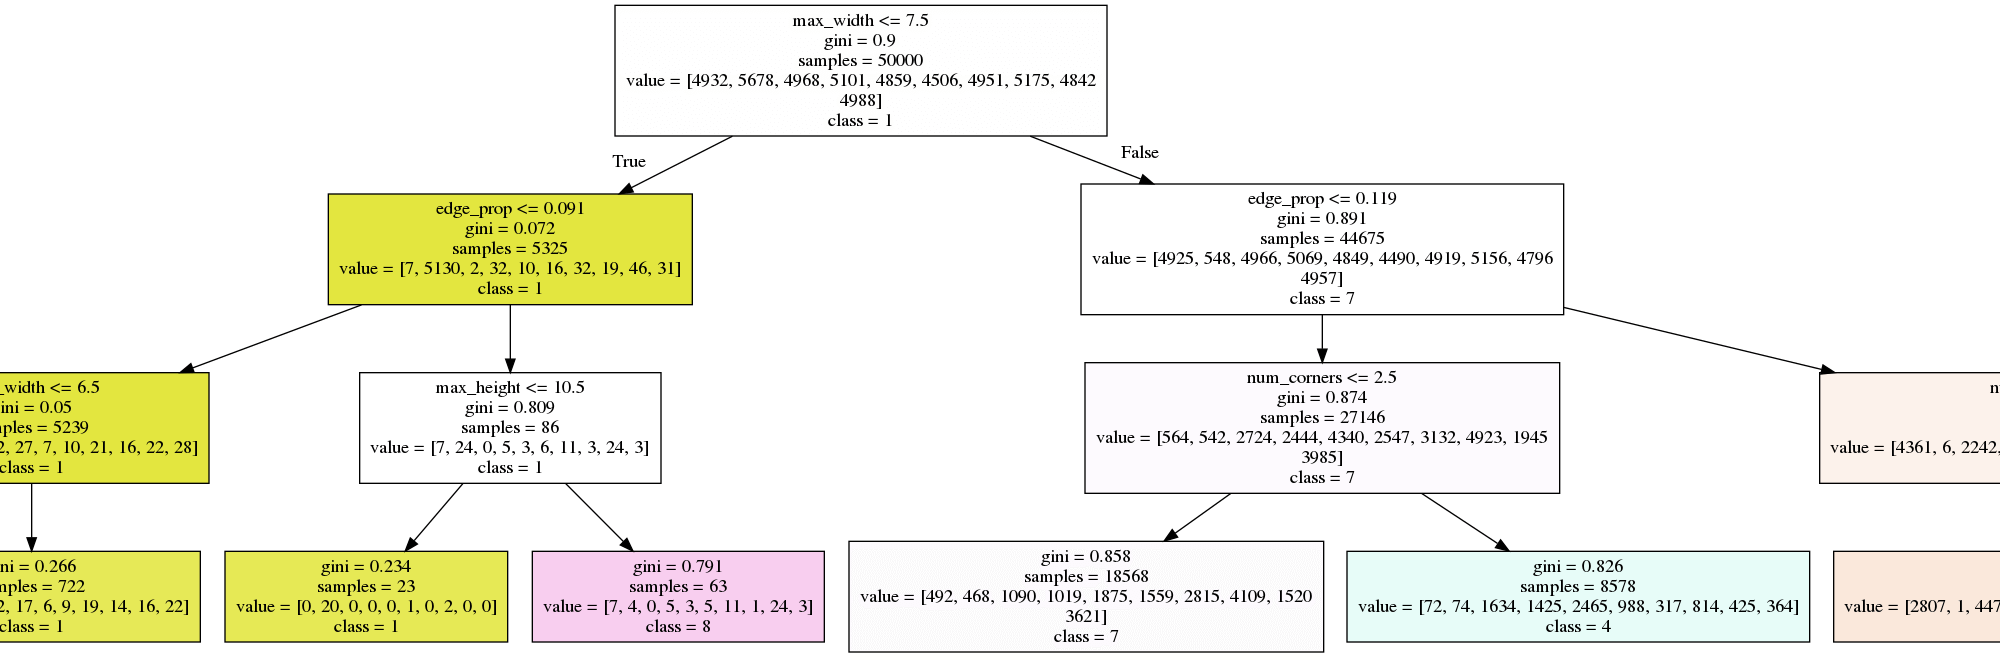 max_width <= 7.5
gini = 0.9
samples = 50000
value = [4932, 5678, 4968, 5101, 4859, 4506, 4951, 5175, 4842
4988]
class = 1
True
False
edge_prop <= 0.091
gini = 0.072
samples = 5325
value = [7, 5130, 2, 32, 10, 16, 32, 19, 46, 31]
class = 1
edge_prop <= 0.119
gini = 0.891
samples = 44675
value = [4925, 548, 4966, 5069, 4849, 4490, 4919, 5156, 4796
4957]
class = 7
_width <= 6.5
ini = 0.05
ples = 5239
2, 27, 7, 10, 21, 16, 22, 28]
class = 1
max_height <= 10.5
gini = 0.809
samples = 86
value = [7, 24, 0, 5, 3, 6, 11, 3, 24, 3]
class = 1
num_corners <= 2.5
gini = 0.874
samples = 27146
value = [564, 542, 2724, 2444, 4340, 2547, 3132, 4923, 1945
3985]
class = 7
value = [4361, 6, 2242,
ni = 0.266
ples = 722
2, 17, 6, 9, 19, 14, 16, 22]
class = 1
gini = 0.234
samples = 23
value = [0, 20, 0, 0, 0, 1, 0, 2, 0, 0]
class = 1
gini = 0.791
samples = 63
value = [7, 4, 0, 5, 3, 5, 11, 1, 24, 3]
class = 8
gini = 0.858
samples = 18568
value = [492, 468, 1090, 1019, 1875, 1559, 2815, 4109, 1520
3621]
class = 7
gini = 0.826
samples = 8578
value = [72, 74, 1634, 1425, 2465, 988, 317, 814, 425, 364]
class = 4
value = [2807, 1, 447